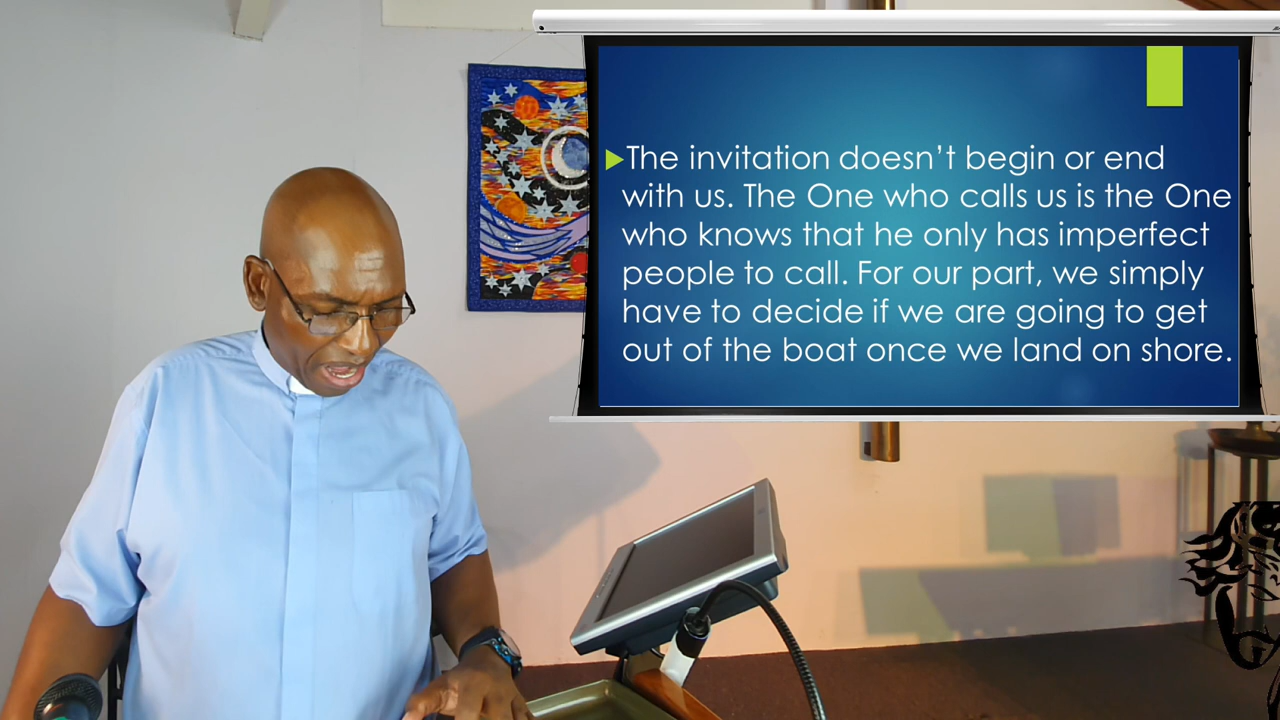 The invitation doesn’t begin or end
with us. The One who calls us is the One
who knows that he only has imperfect
people to call. For our part, we simply
have to decide if we are going to get
out of the boat once we land on shore.